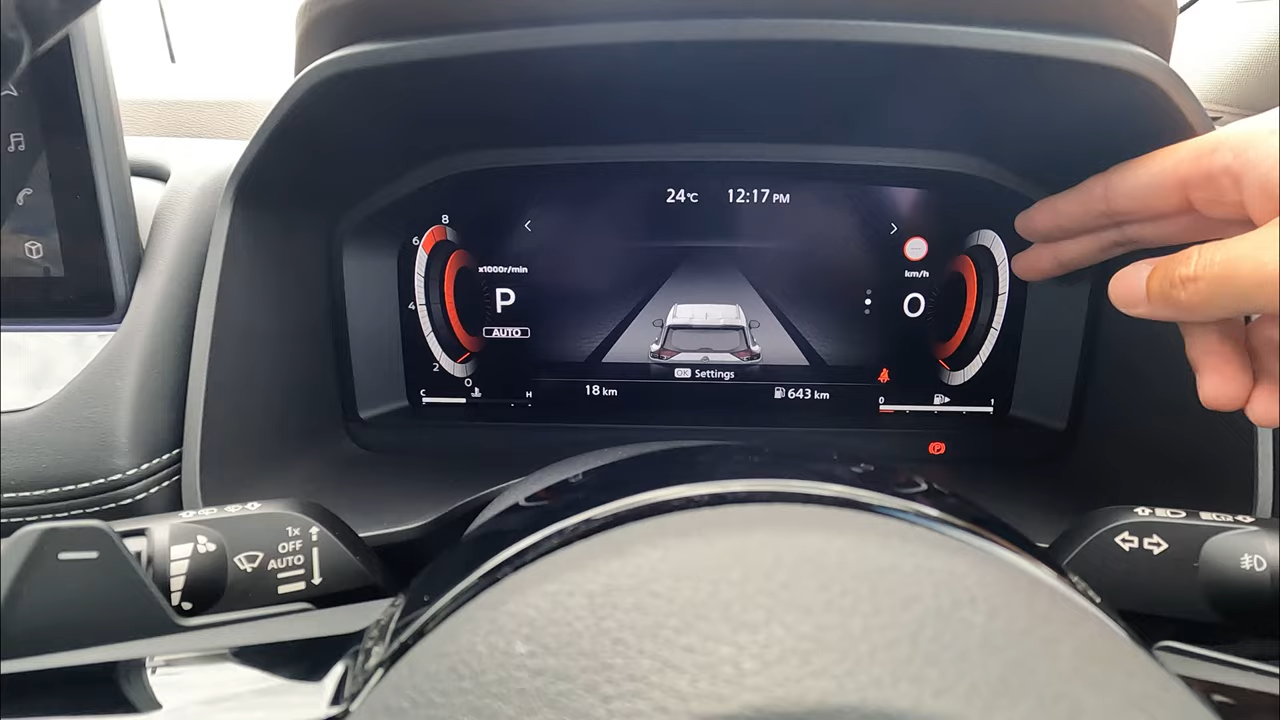 24°C 12:17 PM
8
6
x1000r/min
km/h
P
0
4
AUTO
2
OK Settings
0
C H
18 km
643 km
0 1
1x
OFF
AUTO